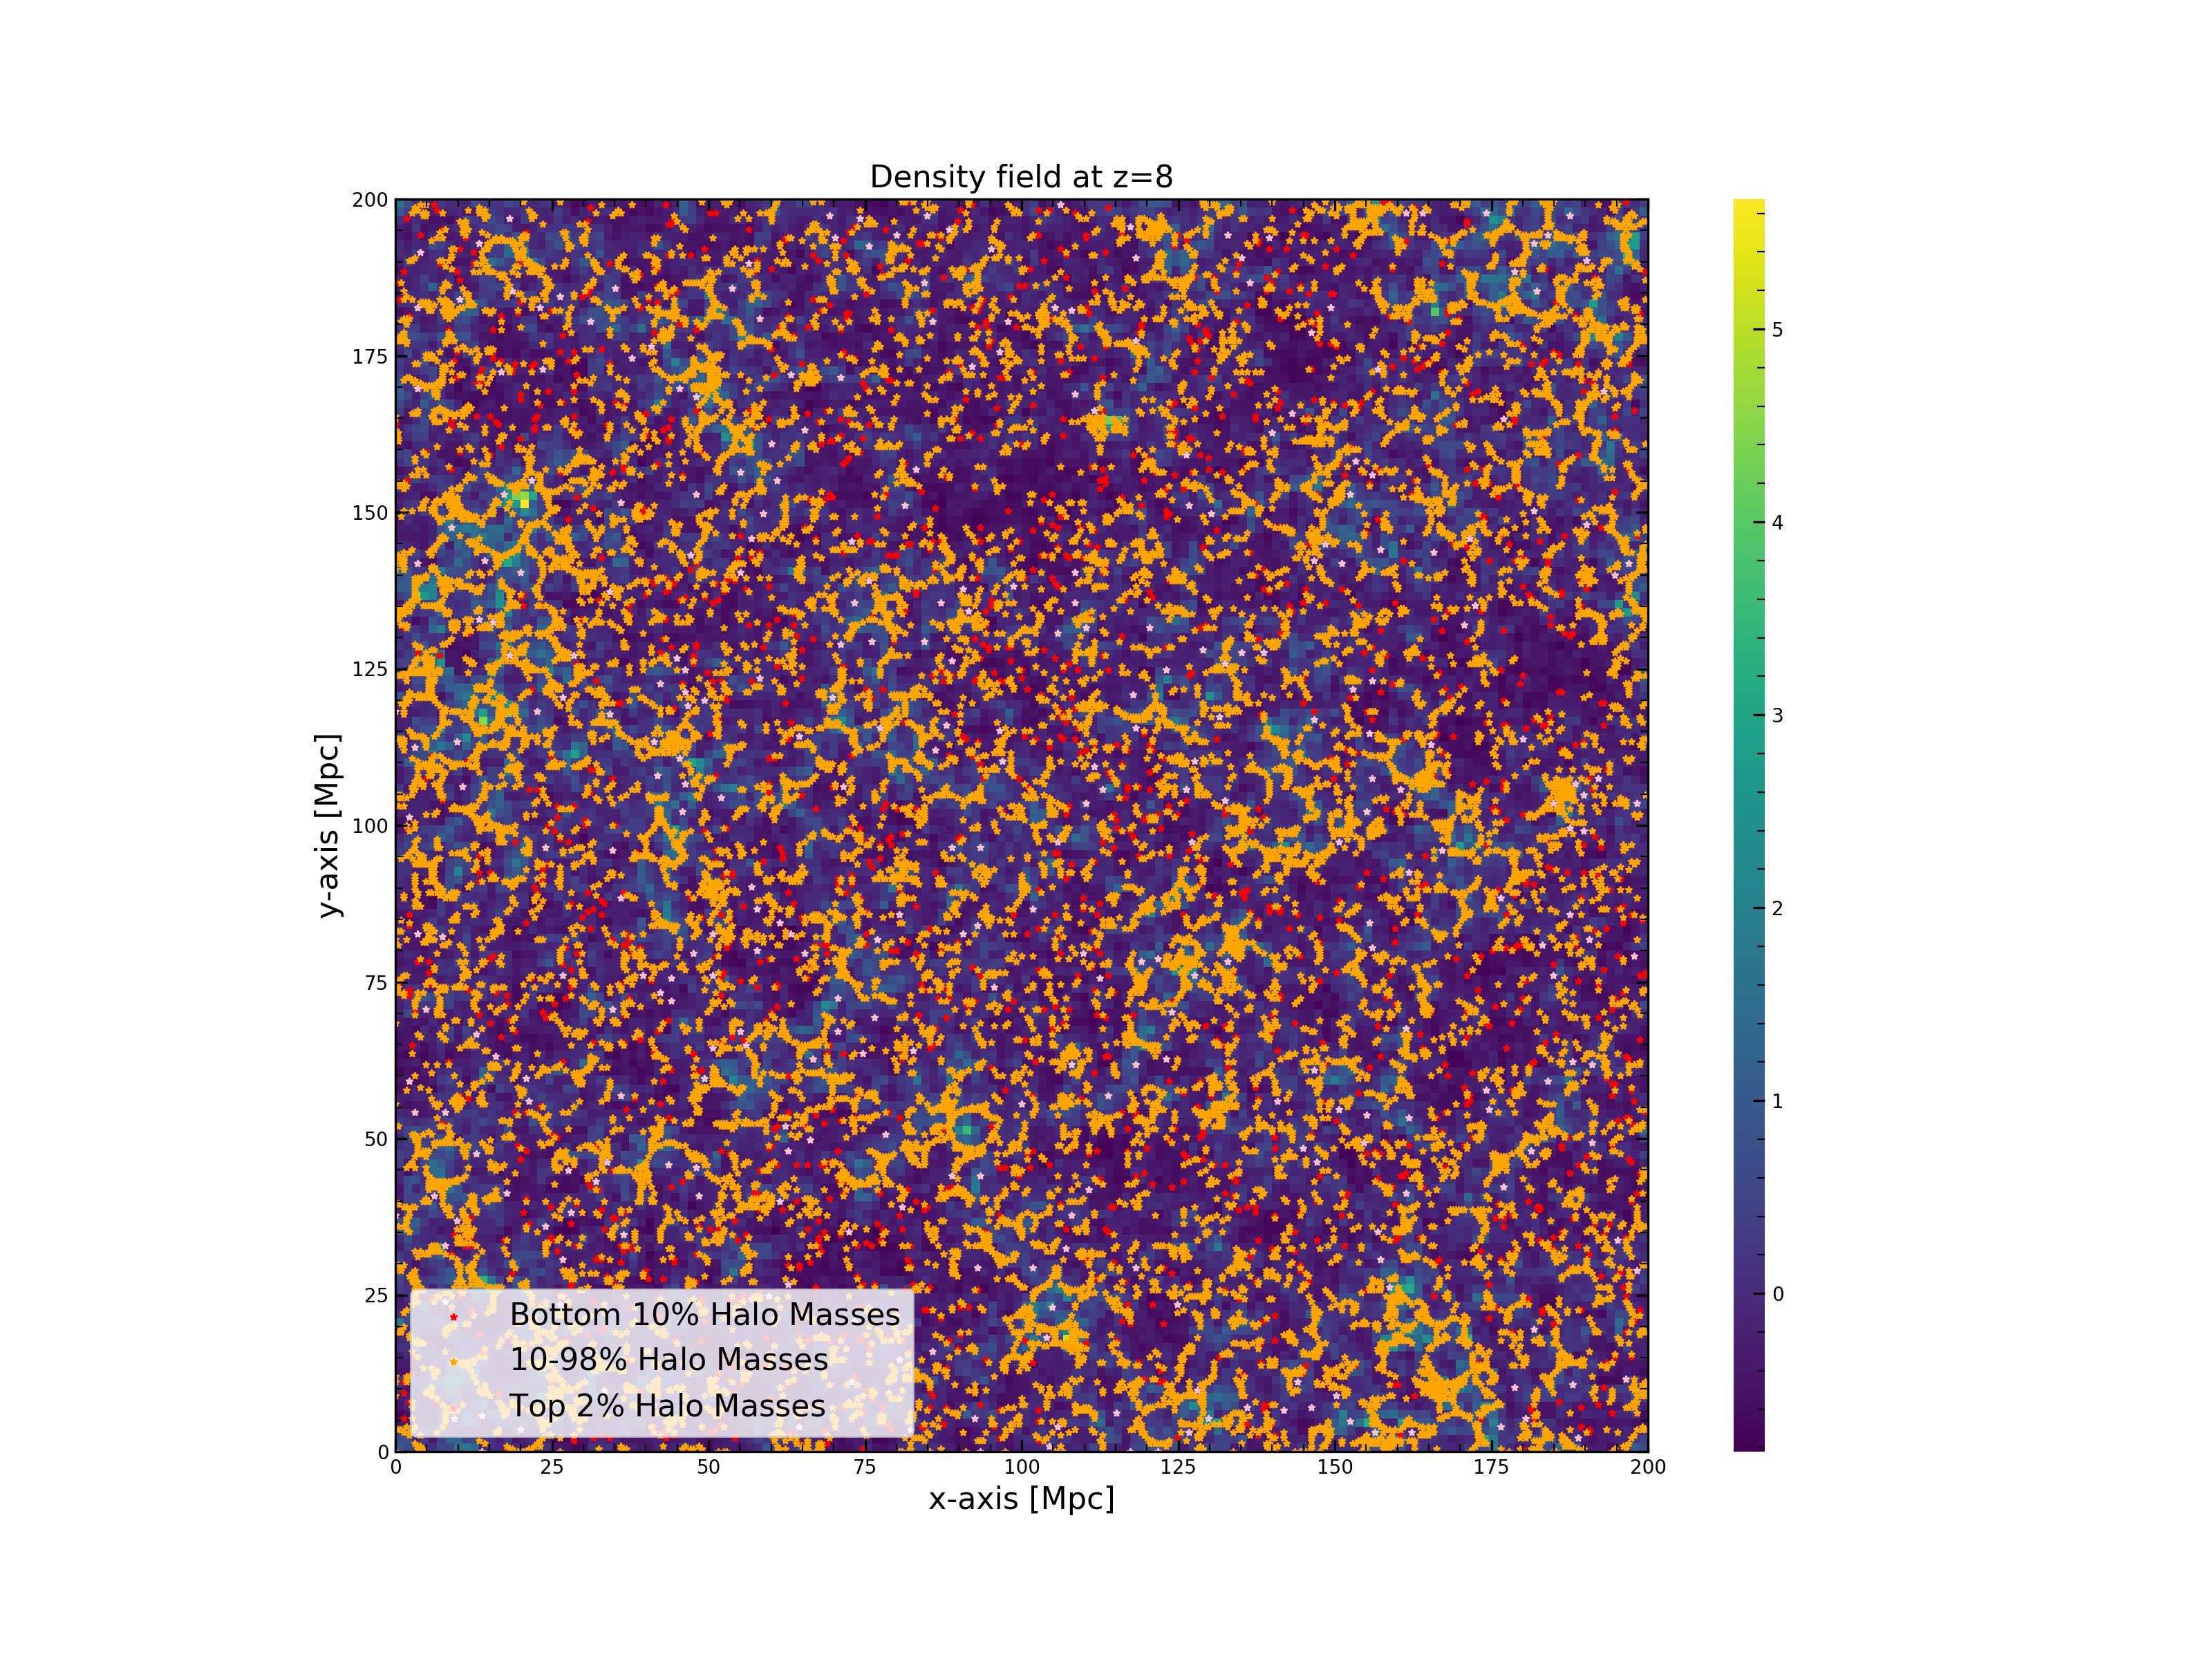 Density field at z=8
y-axis [Mpc]
200
175
150
125
100
75
50
25
0
0 25 50 75 100 125 150 175 200
x-axis [Mpc]
Bottom 10% Halo Masses
10-98% Halo Masses
Top 2% Halo Masses
5
4
3
2
1
0